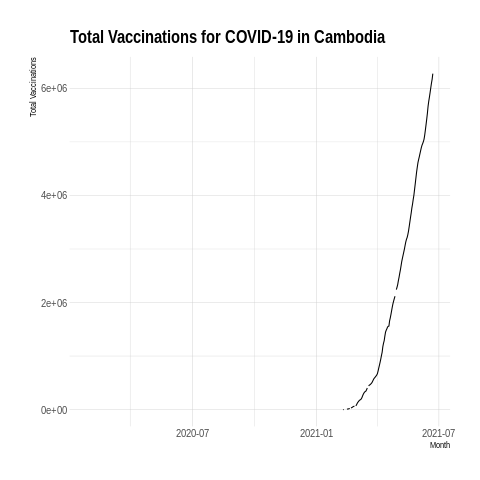 Total Vaccinations for COVID-19 in Cambodia
Total Vaccinations
6e+06
4e+06
2e+06
0e+00
2020-07
2021-01
2021-07
Month